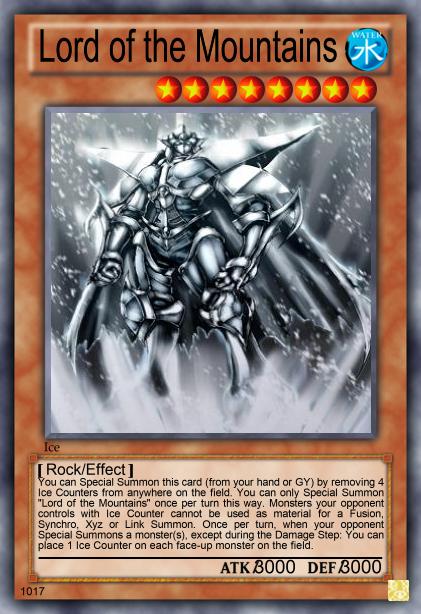 Lord of the Mountains
WATER
水
Ice
[ Rock/Effect ]
You can Special Summon this card (from your hand or GY) by removing 4
Ice Counters from anywhere on the field. You can only Special Summon
"Lord of the Mountains" once per turn this way. Monsters your opponent
controls with Ice Counter cannot be used as material for a Fusion,
Synchro, Xyz or Link Summon. Once per turn, when your opponent
Special Summons a monster(s), except during the Damage Step: You can
place 1 Ice Counter on each face-up monster on the field.
ATK 3000 DEF 3000
1017